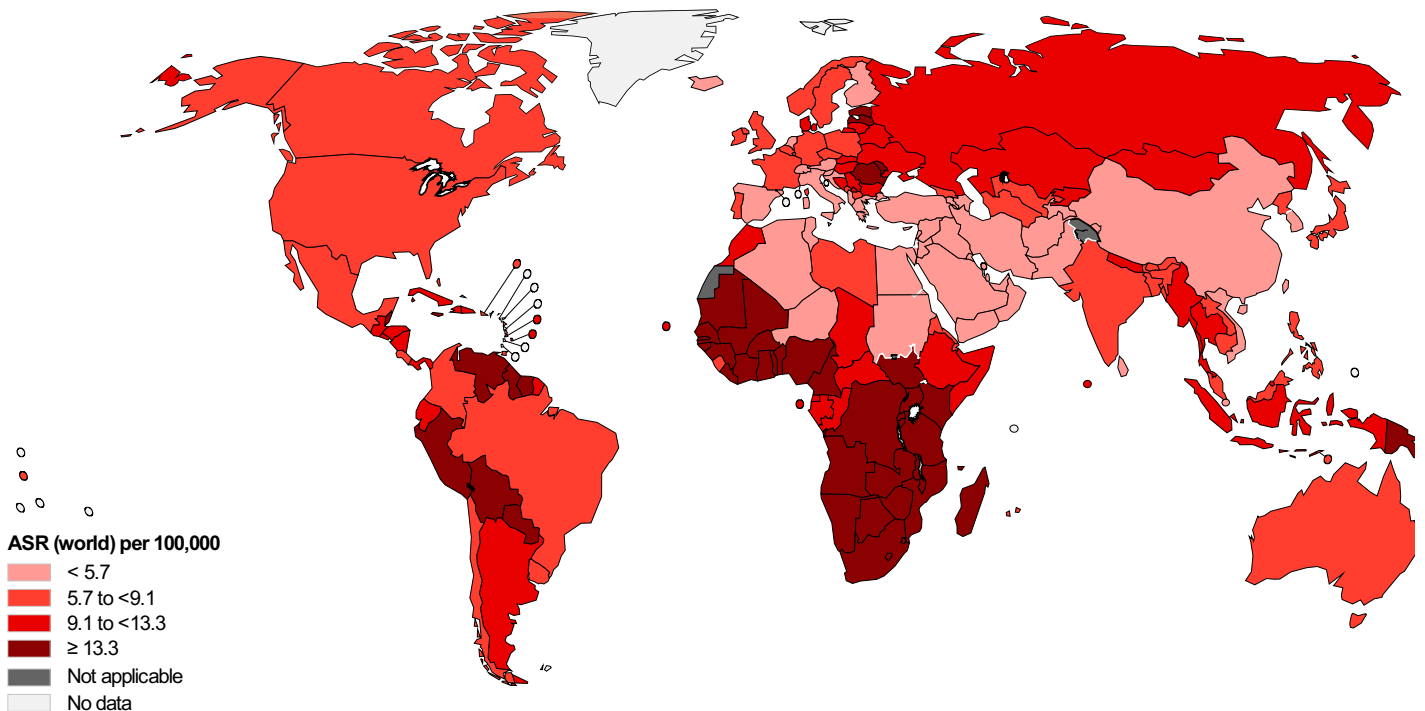 ASR (world) per 100,000
< 5.7
5.7 to <9.1
9.1 to <13.3
≥ 13.3
Not applicable
No data